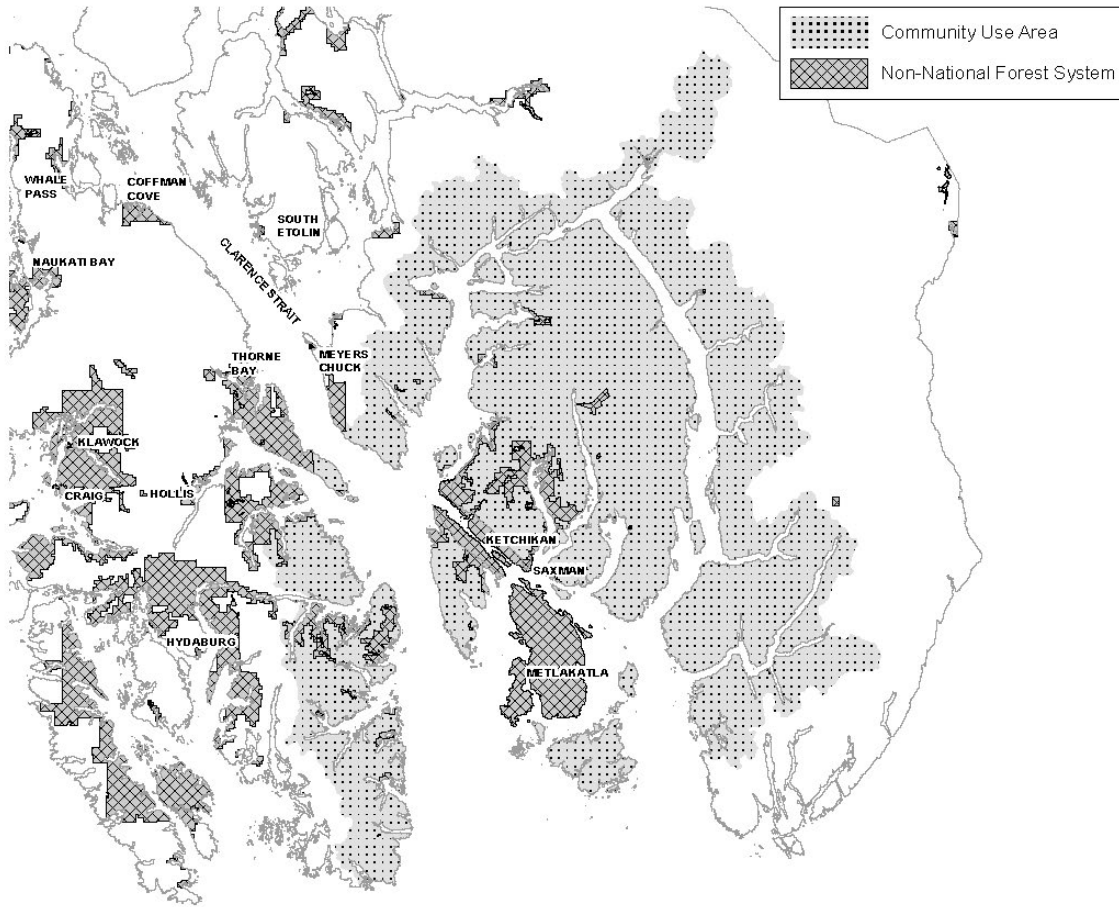 Community Use Area
Non-National Forest System
WHALE
PASS
COFFMAN
COVE
SOUTH
ETOLIN
CLARENCE STRAIT
NAUKATI BAY
THORNE
BAY
MEYERS
CHUCK
KLAWOCK
CRAIG
HOLLIS
KETCHIKAN
SAXMAN
HYDABURG
METLAKATLA